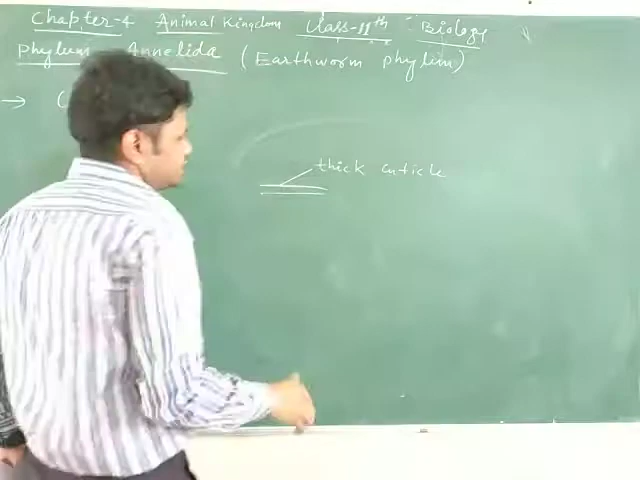 Chapter-4 Animal Kingdom Class-11th Biology
phylum Annelida (Earthworm phylum)
→ (
thick cuticle